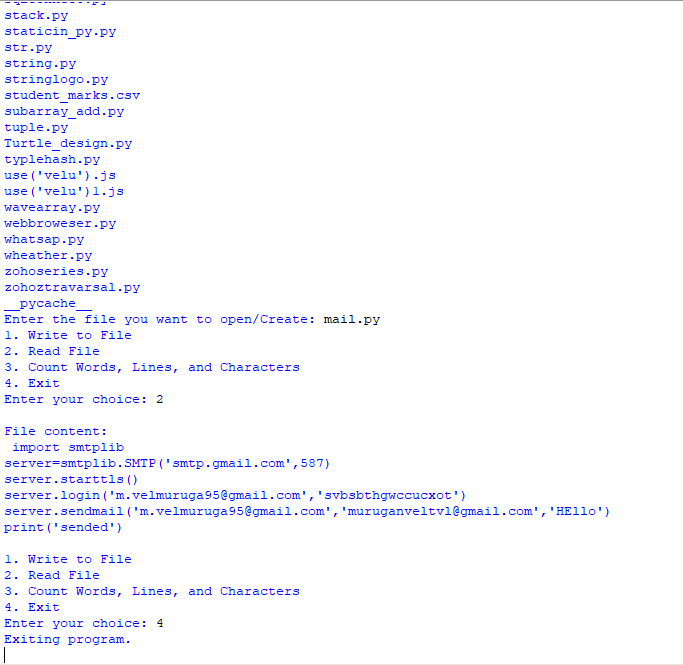 stack.py
staticin_py.py
str.py
string.py
stringlogo.py
student_marks.csv
subarray_add.py
tuple.py
Turtle_design.py
typlehash.py
use('velu').js
use('velu')1.js
wavearray.py
webbroweser.py
whatsap.py
wheather.py
zohoseries.py
zohoztravarsal.py
__pycache__
Enter the file you want to open/Create: mail.py
1. Write to File
2. Read File
3. Count Words, Lines, and Characters
4. Exit
Enter your choice: 2

File content:
 import smtplib
server=smtplib.SMTP('smtp.gmail.com',587)
server.starttls()
server.login('m.velmuruga95@gmail.com','svbsbthgwccucxot')
server.sendmail('m.velmuruga95@gmail.com','muruganveltvl@gmail.com','HEllo')
print('sended')

1. Write to File
2. Read File
3. Count Words, Lines, and Characters
4. Exit
Enter your choice: 4
Exiting program.